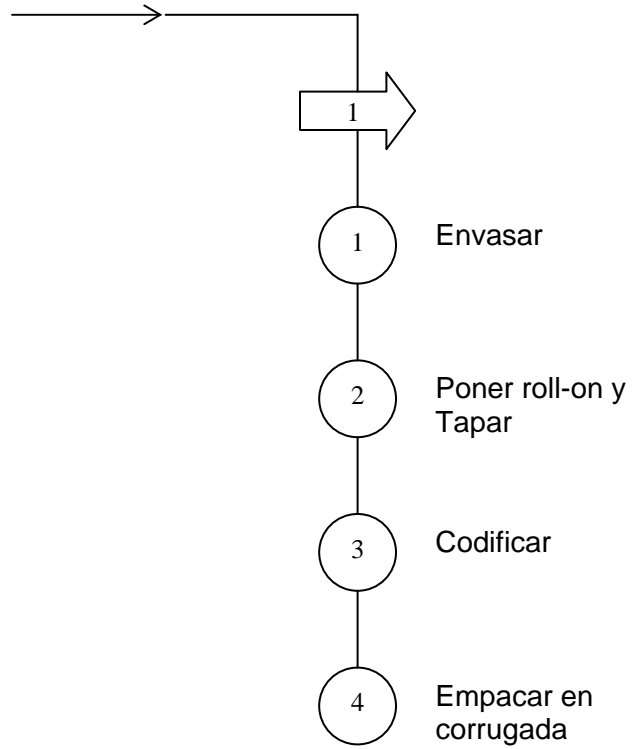 1
1
Envasar
2
Poner roll-on y
Tapar
3
Codificar
4
Empacar en
corrugada